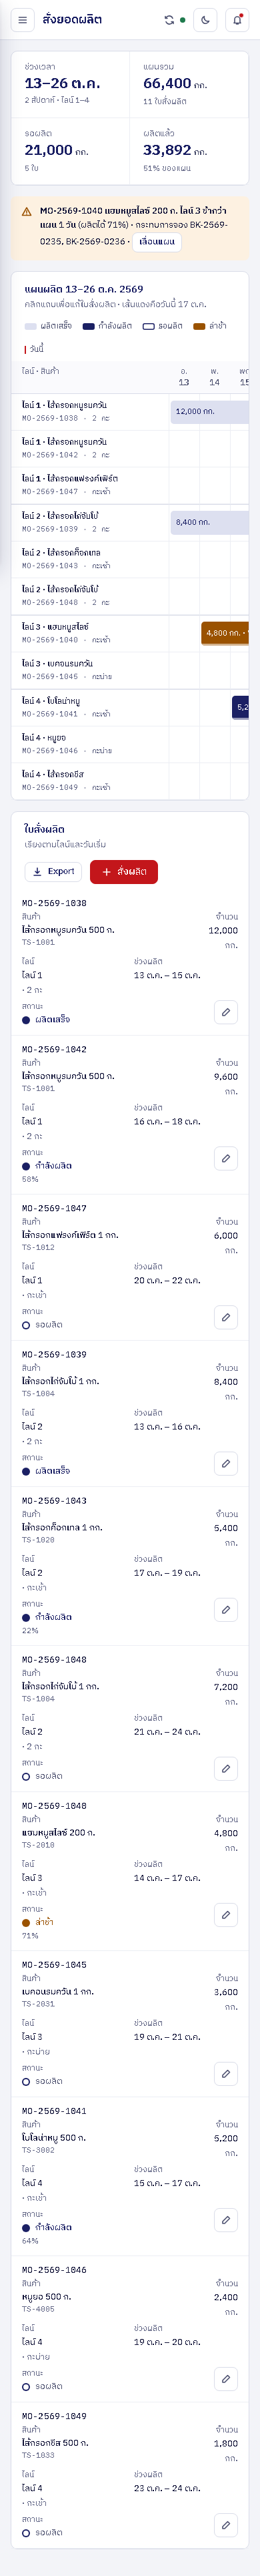 สั่งยอดผลิต
ช่วงเวลา
13–26 ต.ค.
2 สัปดาห์ · ไลน์ 1–4
แผนรวม
66,400 กก.
11 ใบสั่งผลิต
รอผลิต
21,000 กก.
5 ใบ
ผลิตแล้ว
33,892 กก.
51% ของแผน
MO-2569-1040 แฮมหมูสไลซ์ 200 ก. ไลน์ 3 ช้ากว่า
แผน 1 วัน (ผลิตได้ 71%) · กระทบการจอง BK-2569-
0235, BK-2569-0236 · เลื่อนแผน
แผนผลิต 13–26 ต.ค. 2569
คลิกแถบเพื่อแก้ใบสั่งผลิต · เส้นแดงคือวันนี้ 17 ต.ค.
ผลิตเสร็จ กำลังผลิต รอผลิต ล่าช้า
วันนี้
ไลน์ · สินค้า
อ. 13
พ. 14
พฤ 15
ไลน์ 1 · ไส้กรอกหมูรมควัน
MO-2569-1038 · 2 กะ
12,000 กก.
ไลน์ 1 · ไส้กรอกหมูรมควัน
MO-2569-1042 · 2 กะ
ไลน์ 1 · ไส้กรอกแฟรงค์เฟิร์ต
MO-2569-1047 · กะเช้า
ไลน์ 2 · ไส้กรอกไก่จัมโบ้
MO-2569-1039 · 2 กะ
8,400 กก.
ไลน์ 2 · ไส้กรอกค็อกเทล
MO-2569-1043 · กะเช้า
ไลน์ 2 · ไส้กรอกไก่จัมโบ้
MO-2569-1048 · 2 กะ
ไลน์ 3 · แฮมหมูสไลซ์
MO-2569-1040 · กะเช้า
4,800 กก. ·
ไลน์ 3 · เบคอนรมควัน
MO-2569-1045 · กะบ่าย
ไลน์ 4 · โบโลน่าหมู
MO-2569-1041 · กะเช้า
5,2
ไลน์ 4 · หมูยอ
MO-2569-1046 · กะบ่าย
ไลน์ 4 · ไส้กรอกชีส
MO-2569-1049 · กะเช้า
ใบสั่งผลิต
เรียงตามไลน์และวันเริ่ม
Export
สั่งผลิต
MO-2569-1038
สินค้า จำนวน
ไส้กรอกหมูรมควัน 500 ก. 12,000
TS-1001 กก.
ไลน์ ช่วงผลิต
ไลน์ 1 13 ต.ค. – 15 ต.ค.
· 2 กะ
สถานะ
ผลิตเสร็จ
MO-2569-1042
สินค้า จำนวน
ไส้กรอกหมูรมควัน 500 ก. 9,600
TS-1001 กก.
ไลน์ ช่วงผลิต
ไลน์ 1 16 ต.ค. – 18 ต.ค.
· 2 กะ
สถานะ
กำลังผลิต
58%
MO-2569-1047
สินค้า จำนวน
ไส้กรอกแฟรงค์เฟิร์ต 1 กก. 6,000
TS-1012 กก.
ไลน์ ช่วงผลิต
ไลน์ 1 20 ต.ค. – 22 ต.ค.
· กะเช้า
สถานะ
รอผลิต
MO-2569-1039
สินค้า จำนวน
ไส้กรอกไก่จัมโบ้ 1 กก. 8,400
TS-1004 กก.
ไลน์ ช่วงผลิต
ไลน์ 2 13 ต.ค. – 16 ต.ค.
· 2 กะ
สถานะ
ผลิตเสร็จ
MO-2569-1043
สินค้า จำนวน
ไส้กรอกค็อกเทล 1 กก. 5,400
TS-1020 กก.
ไลน์ ช่วงผลิต
ไลน์ 2 17 ต.ค. – 19 ต.ค.
· กะเช้า
สถานะ
กำลังผลิต
22%
MO-2569-1048
สินค้า จำนวน
ไส้กรอกไก่จัมโบ้ 1 กก. 7,200
TS-1004 กก.
ไลน์ ช่วงผลิต
ไลน์ 2 21 ต.ค. – 24 ต.ค.
· 2 กะ
สถานะ
รอผลิต
MO-2569-1040
สินค้า จำนวน
แฮมหมูสไลซ์ 200 ก. 4,800
TS-2010 กก.
ไลน์ ช่วงผลิต
ไลน์ 3 14 ต.ค. – 17 ต.ค.
· กะเช้า
สถานะ
ล่าช้า
71%
MO-2569-1045
สินค้า จำนวน
เบคอนรมควัน 1 กก. 3,600
TS-2031 กก.
ไลน์ ช่วงผลิต
ไลน์ 3 19 ต.ค. – 21 ต.ค.
· กะบ่าย
สถานะ
รอผลิต
MO-2569-1041
สินค้า จำนวน
โบโลน่าหมู 500 ก. 5,200
TS-3002 กก.
ไลน์ ช่วงผลิต
ไลน์ 4 15 ต.ค. – 17 ต.ค.
· กะเช้า
สถานะ
กำลังผลิต
64%
MO-2569-1046
สินค้า จำนวน
หมูยอ 500 ก. 2,400
TS-4005 กก.
ไลน์ ช่วงผลิต
ไลน์ 4 19 ต.ค. – 20 ต.ค.
· กะบ่าย
สถานะ
รอผลิต
MO-2569-1049
สินค้า จำนวน
ไส้กรอกชีส 500 ก. 1,800
TS-1033 กก.
ไลน์ ช่วงผลิต
ไลน์ 4 23 ต.ค. – 24 ต.ค.
· กะเช้า
สถานะ
รอผลิต